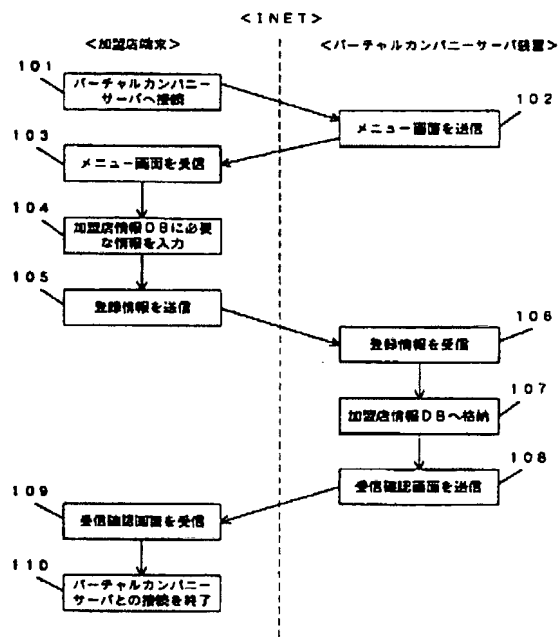 <INET>
<加盟店端末>
<バーチャルカンパニーサーバ装置>
101
バーチャルカンパニー
サーバへ接続
102
メニュー画面を送信
103
メニュー画面を受信
104
加盟店情報DBに必要
な情報を入力
105
登録情報を送信
106
登録情報を受信
107
加盟店情報DBへ格納
108
受信確認画面を送信
109
受信確認画面を受信
110
バーチャルカンパニー
サーバとの接続を終了